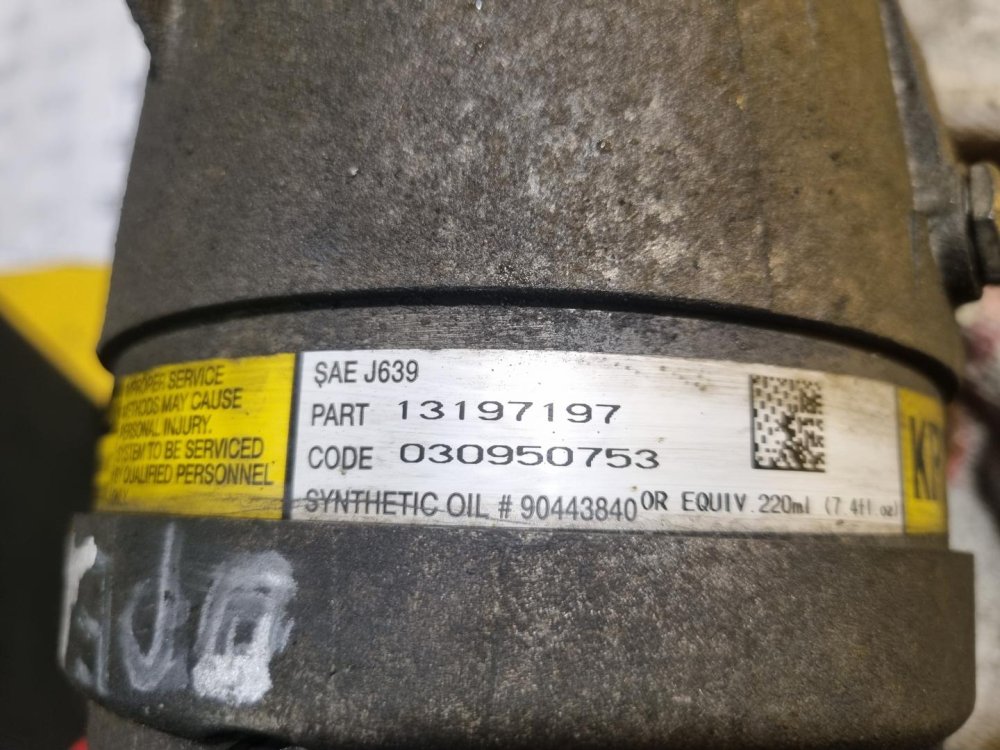 IMPROPER SERVICE
METHODS MAY CAUSE
PERSONAL INJURY.
SYSTEM TO BE SERVICED
BY QUALIFIED PERSONNEL
ONLY
SAE J639
PART 13197197
CODE 030950753
SYNTHETIC OIL # 90443840 OR EQUIV. 220ml (7.4fl.oz)